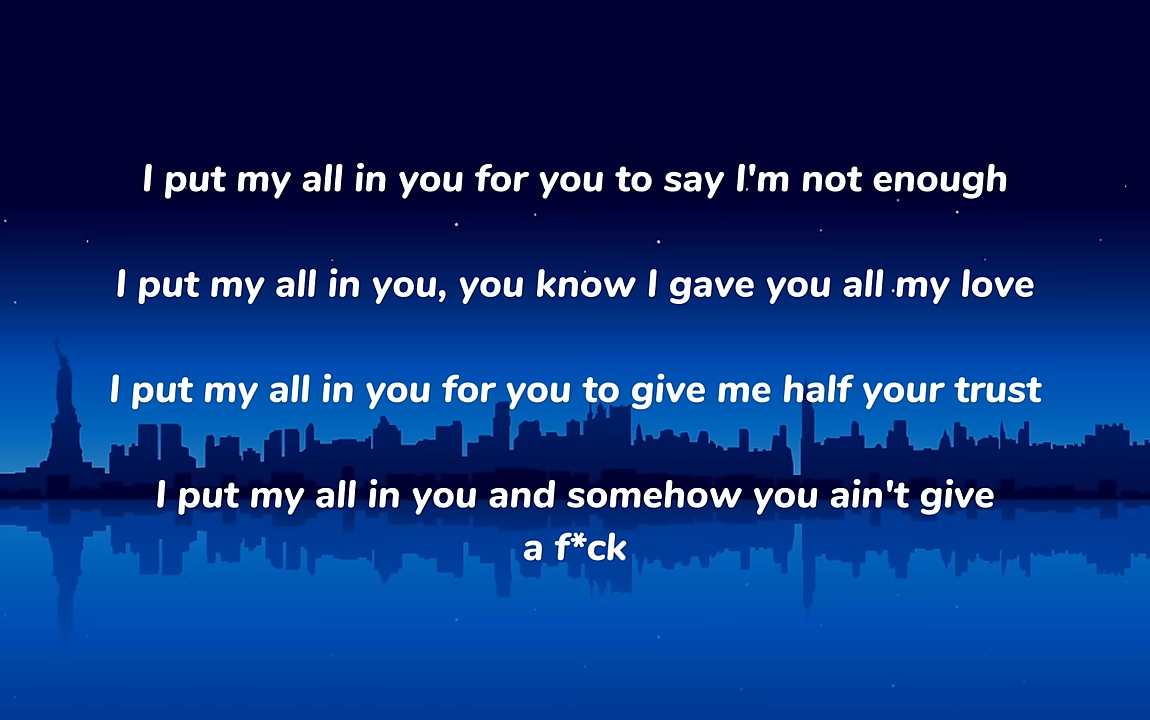 I put my all in you for you to say I'm not enough
I put my all in you, you know I gave you all my love
I put my all in you for you to give me half your trust
I put my all in you and somehow you ain't give
a f*ck